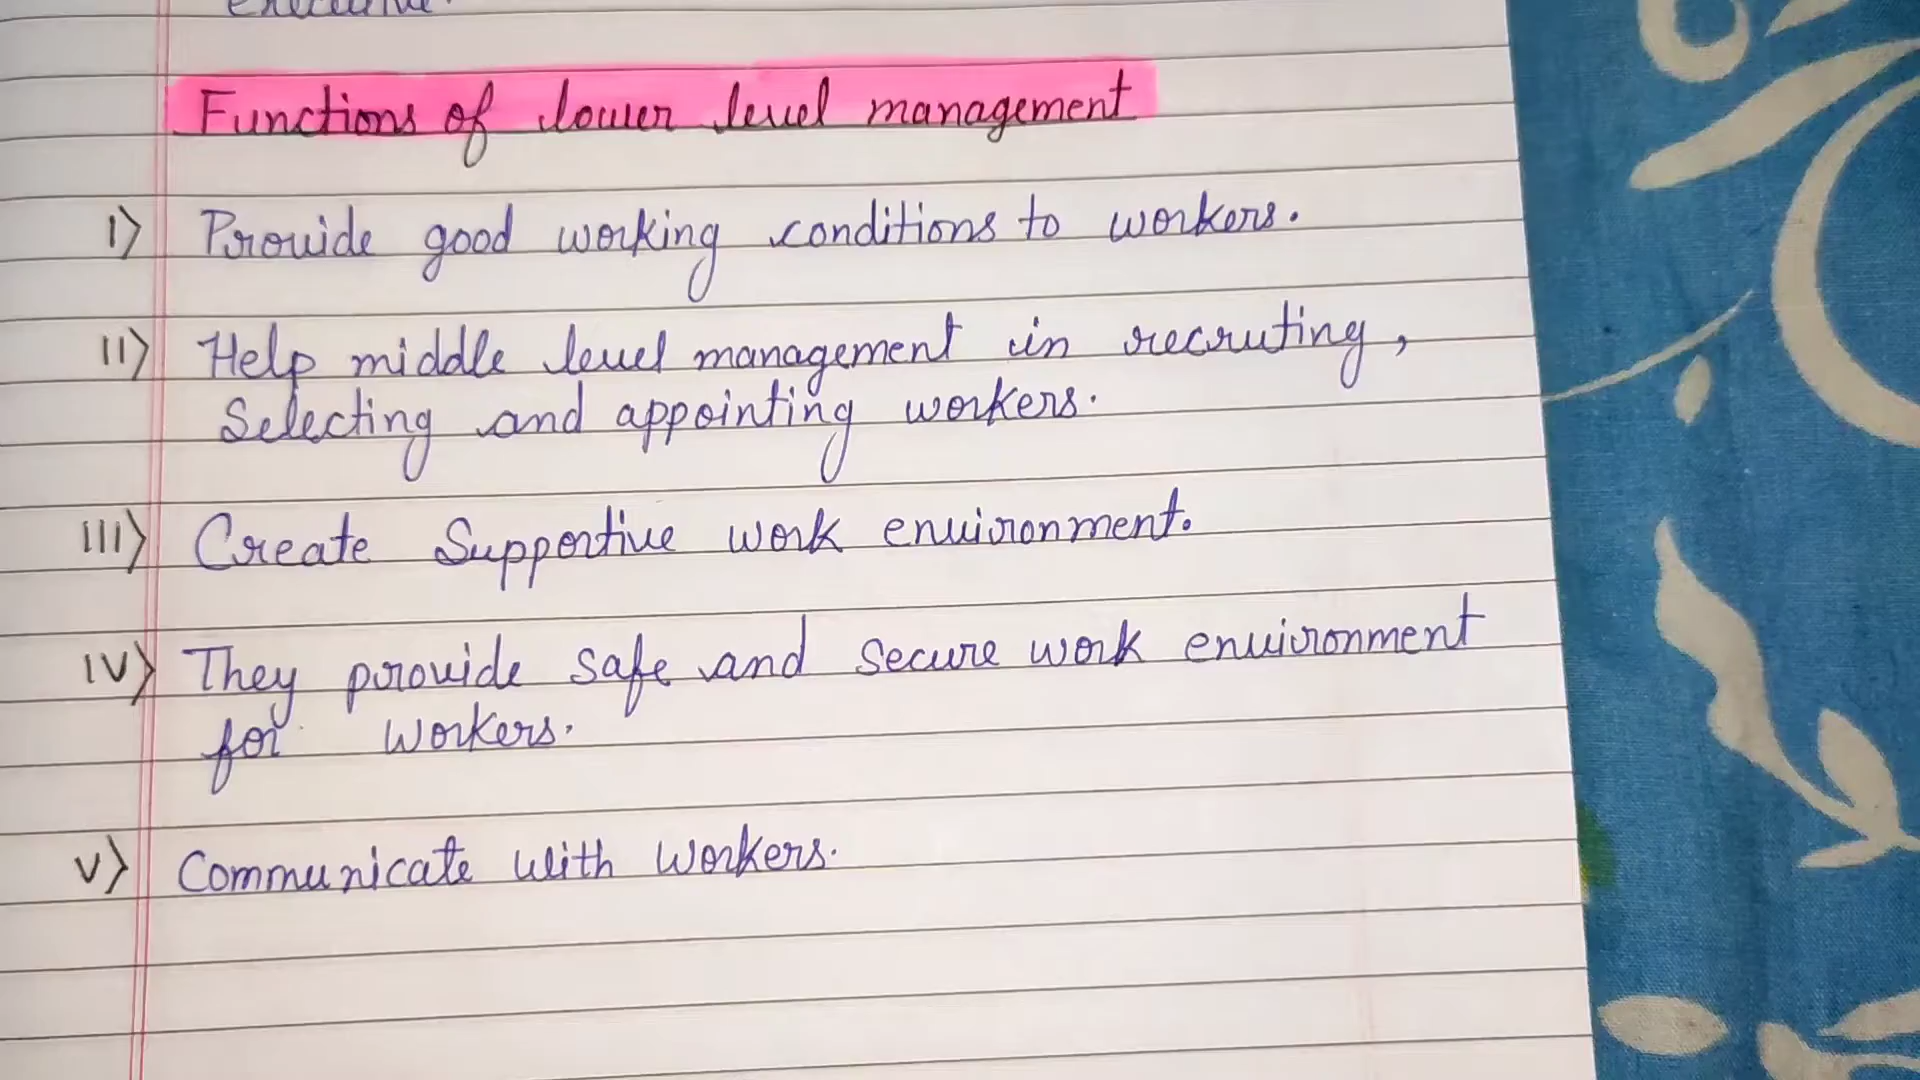 Functions of lower level management
I) Provide good working conditions to workers.
II) Help middle level management in recruting,
Selecting and appointing workers.
III) Create Supportive work environment.
IV) They provide safe and secure work environment
for workers.
V) Communicate with workers.